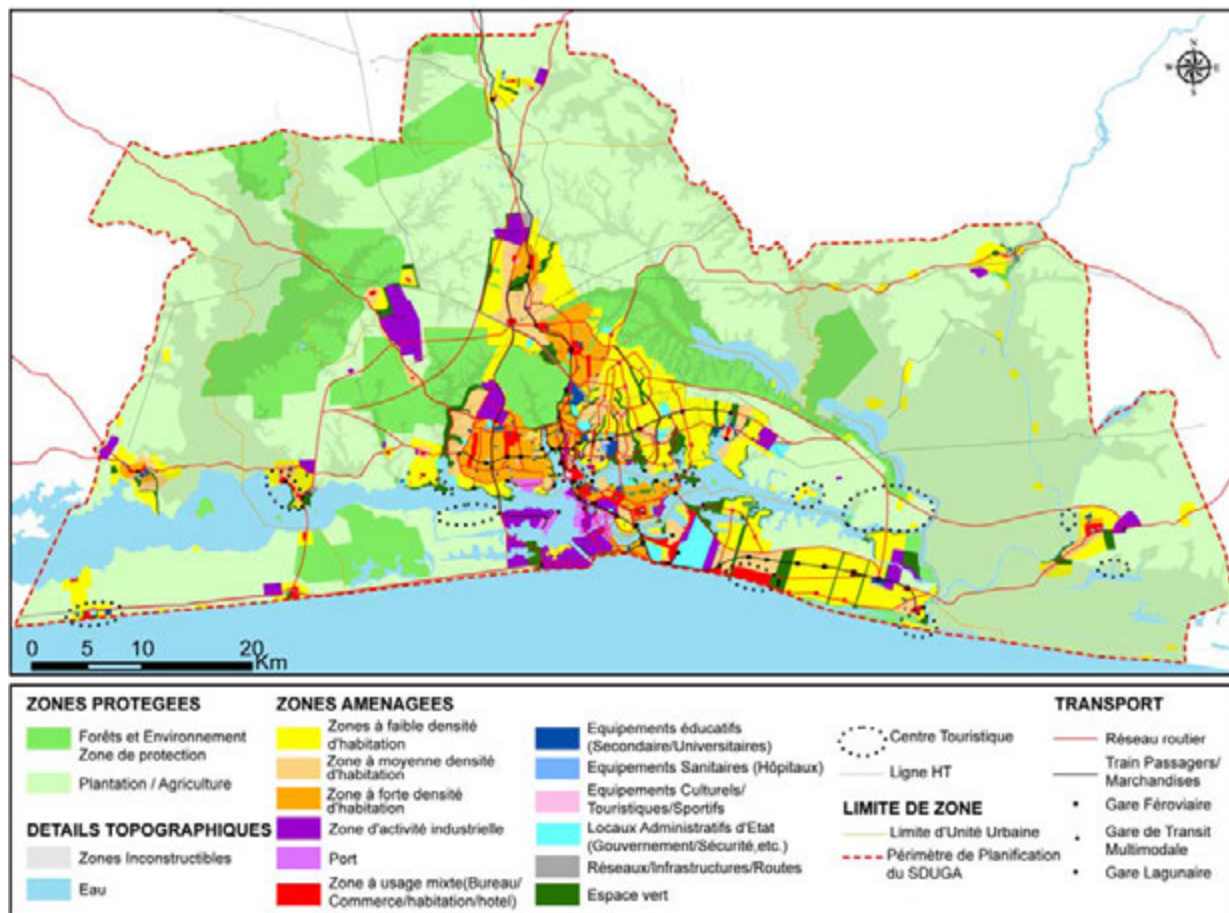 N
W E
S
0 5 10 20
Km
ZONES PROTEGEES
Forêts et Environnement
Zone de protection
Plantation / Agriculture
DETAILS TOPOGRAPHIQUES
Zones Inconstructibles
Eau
ZONES AMENAGEES
Zones à faible densité
d'habitation
Zone à moyenne densité
d'habitation
Zone à forte densité
d'habitation
Zone d'activité industrielle
Port
Zone à usage mixte(Bureau/
Commerce/habitation/hotel)
Equipements éducatifs
(Secondaire/Universitaires)
Equipements Sanitaires (Hôpitaux)
Equipements Culturels/
Touristiques/Sportifs
Locaux Administratifs d'Etat
(Gouvernement/Sécurité,etc.)
Réseaux/Infrastructures/Routes
Espace vert
Centre Touristique
Ligne HT
LIMITE DE ZONE
Limite d'Unité Urbaine
Périmètre de Planification
du SDUGA
TRANSPORT
Réseau routier
Train Passagers/
Marchandises
Gare Féroviaire
Gare de Transit
Multimodale
Gare Lagunaire